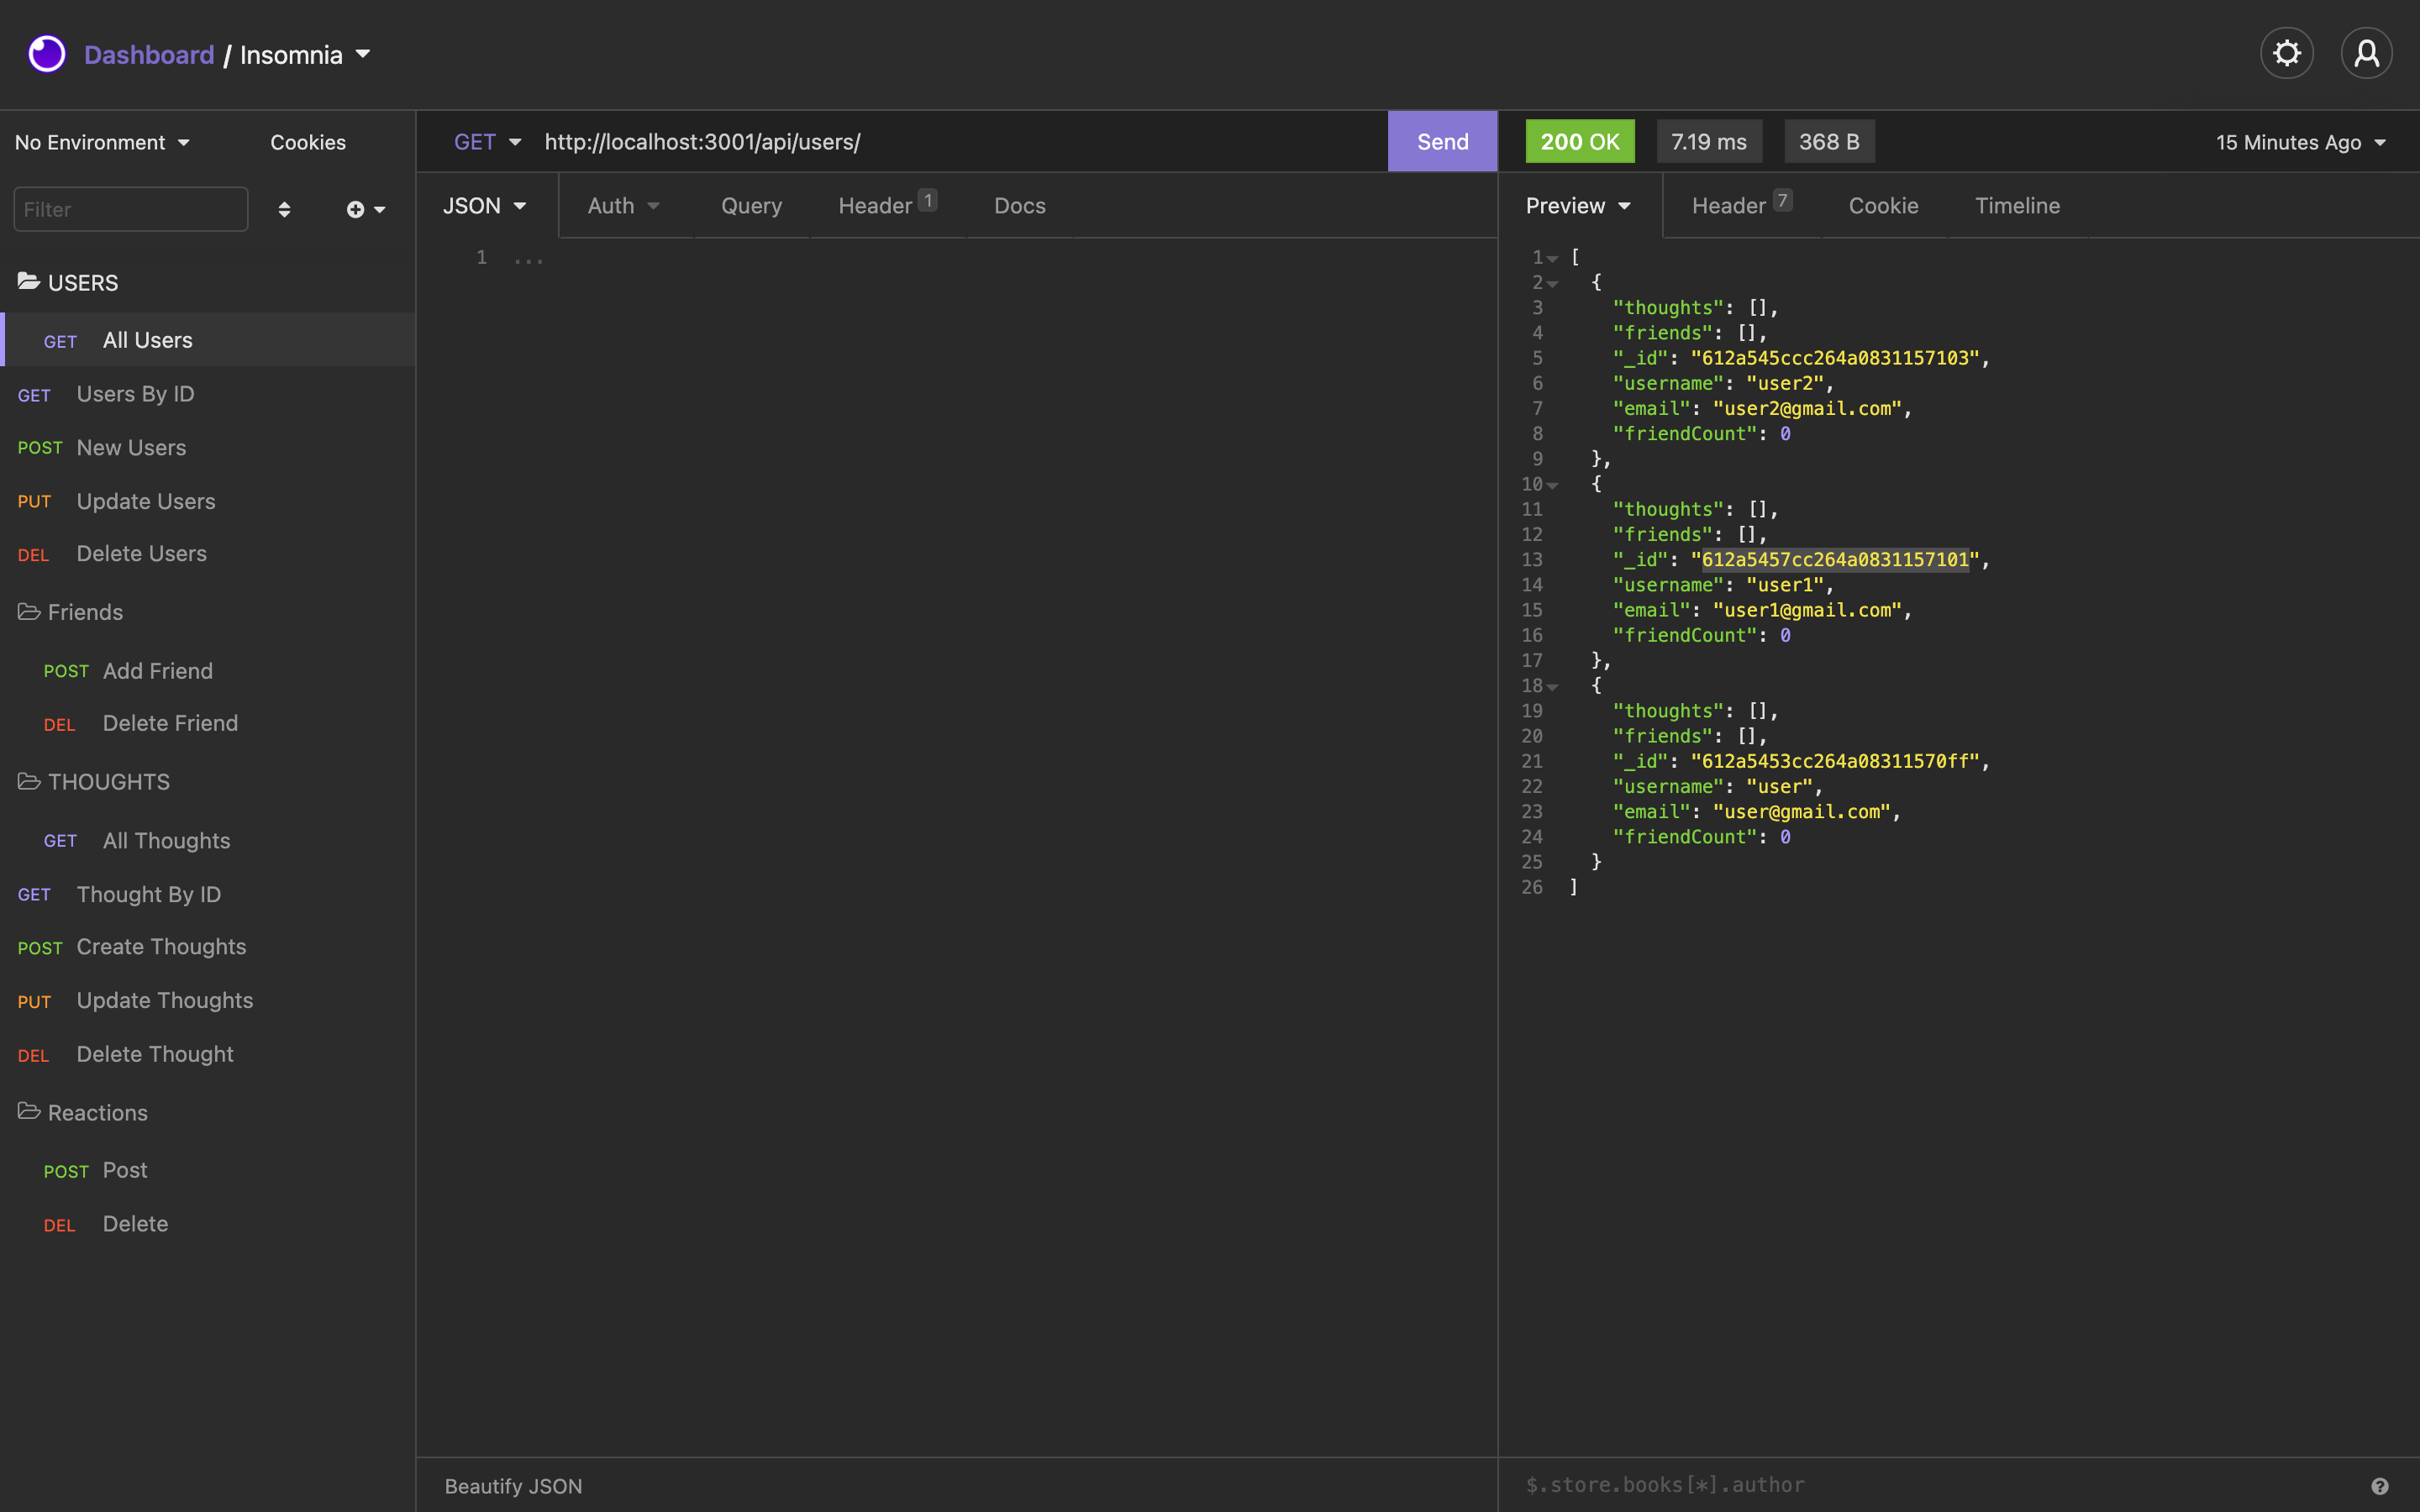 Dashboard / Insomnia
No Environment
Cookies
Filter
USERS
GET All Users
GET Users By ID
POST New Users
PUT Update Users
DEL Delete Users
Friends
POST Add Friend
DEL Delete Friend
THOUGHTS
GET All Thoughts
GET Thought By ID
POST Create Thoughts
PUT Update Thoughts
DEL Delete Thought
Reactions
POST Post
DEL Delete
GET http://localhost:3001/api/users/ Send
JSON Auth Query Header 1 Docs
1 ...
Beautify JSON
200 OK 7.19 ms 368 B 15 Minutes Ago
Preview Header 7 Cookie Timeline
1 [
2 {
3 "thoughts": [],
4 "friends": [],
5 "_id": "612a545ccc264a0831157103",
6 "username": "user2",
7 "email": "user2@gmail.com",
8 "friendCount": 0
9 },
10 {
11 "thoughts": [],
12 "friends": [],
13 "_id": "612a5457cc264a0831157101",
14 "username": "user1",
15 "email": "user1@gmail.com",
16 "friendCount": 0
17 },
18 {
19 "thoughts": [],
20 "friends": [],
21 "_id": "612a5453cc264a08311570ff",
22 "username": "user",
23 "email": "user@gmail.com",
24 "friendCount": 0
25 }
26 ]
$.store.books[*].author